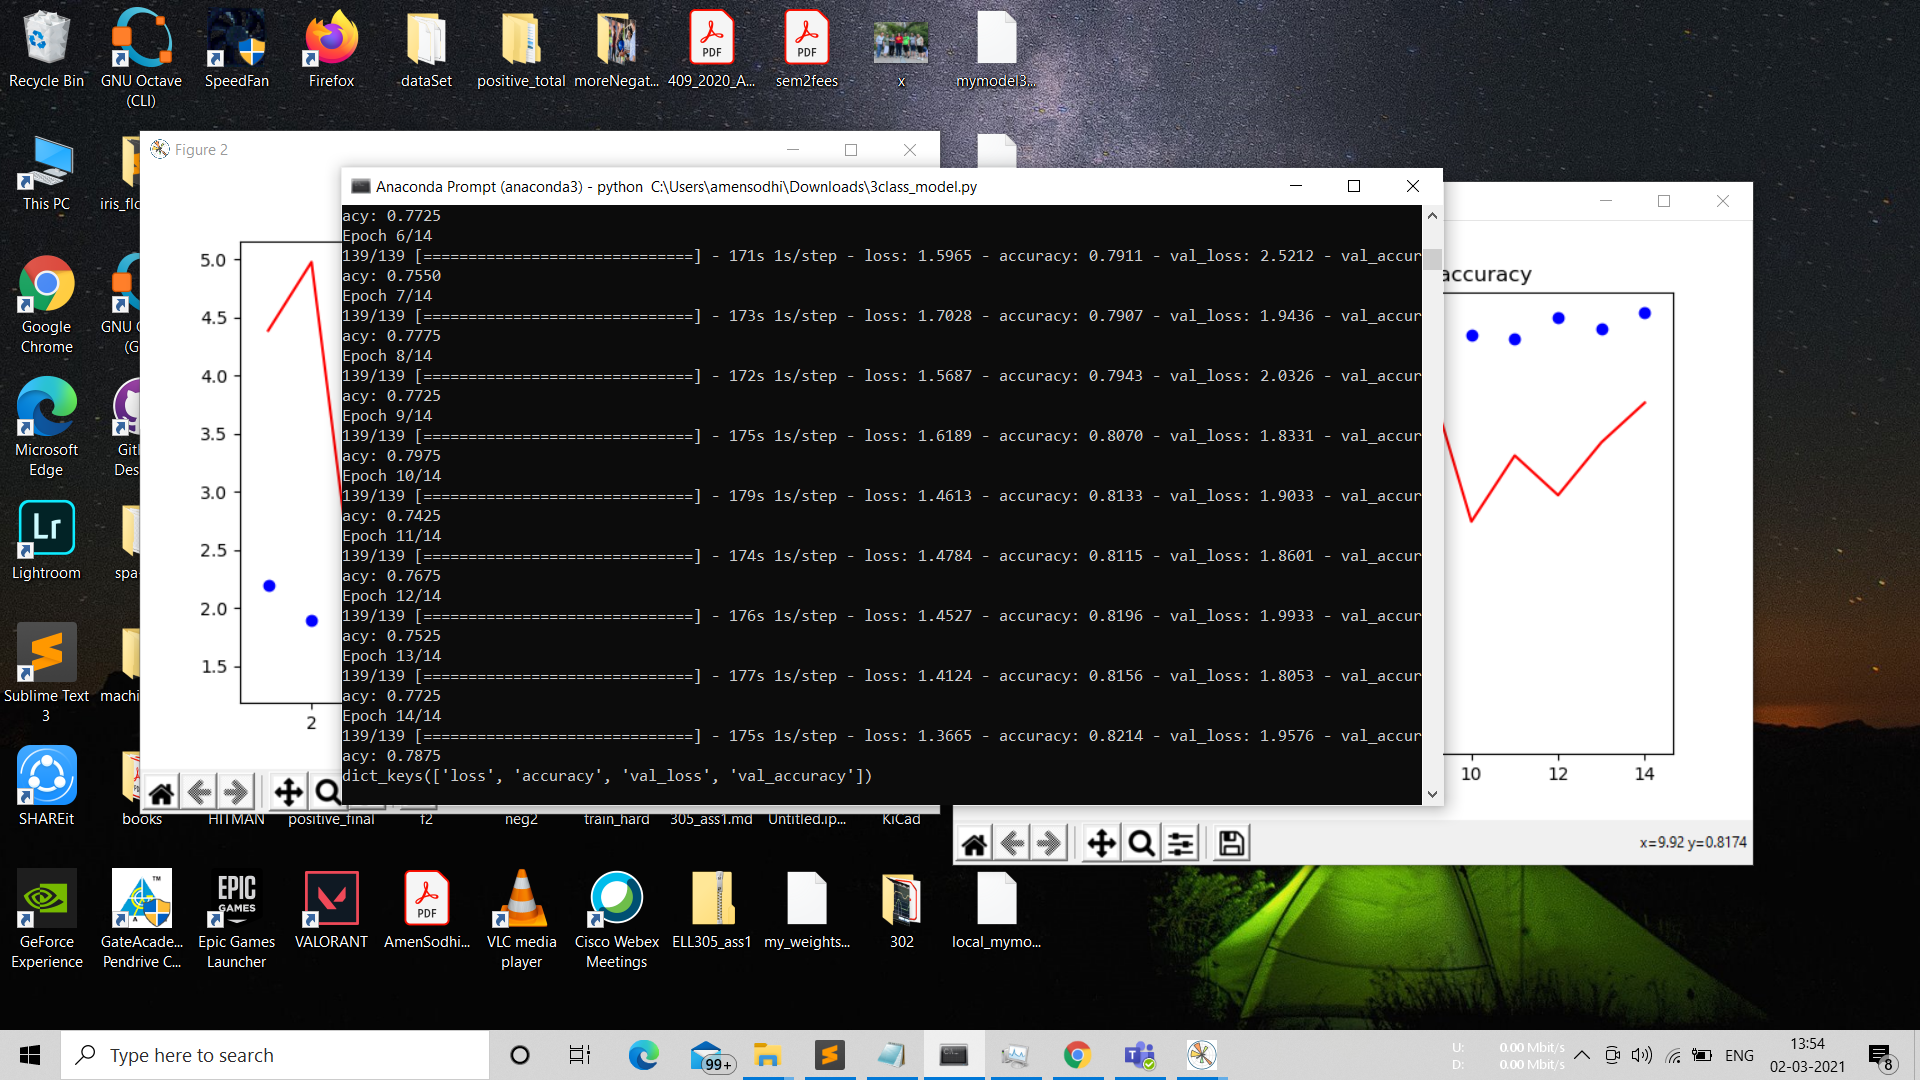 Recycle Bin
GNU Octave
(CLI)
SpeedFan
Firefox
dataSet
positive_total
moreNegat...
409_2020_A...
sem2fees
x
mymodel3...
PDF
PDF
This PC
iris_flo
Google
Chrome
GNU
(G
Microsoft
Edge
Git
Des
Lr
Lightroom
spa
Sublime Text
3
machi
SHAREit
books
HITMAN
positive_final
f2
neg2
train_hard
305_ass1.md
Untitled.ip...
KiCad
GeForce
Experience
GateAcade...
Pendrive C...
EPIC
GAMES
Epic Games
Launcher
VALORANT
PDF
AmenSodhi...
VLC media
player
Cisco Webex
Meetings
ELL305_ass1
my_weights...
302
local_mymo...
Figure 2
5.0
4.5
4.0
3.5
3.0
2.5
2.0
1.5
2
Anaconda Prompt (anaconda3) - python C:\Users\amensodhi\Downloads\3class_model.py
acy: 0.7725
Epoch 6/14
139/139 [==============================] - 171s 1s/step - loss: 1.5965 - accuracy: 0.7911 - val_loss: 2.5212 - val_accur
acy: 0.7550
Epoch 7/14
139/139 [==============================] - 173s 1s/step - loss: 1.7028 - accuracy: 0.7907 - val_loss: 1.9436 - val_accur
acy: 0.7775
Epoch 8/14
139/139 [==============================] - 172s 1s/step - loss: 1.5687 - accuracy: 0.7943 - val_loss: 2.0326 - val_accur
acy: 0.7725
Epoch 9/14
139/139 [==============================] - 175s 1s/step - loss: 1.6189 - accuracy: 0.8070 - val_loss: 1.8331 - val_accur
acy: 0.7975
Epoch 10/14
139/139 [==============================] - 179s 1s/step - loss: 1.4613 - accuracy: 0.8133 - val_loss: 1.9033 - val_accur
acy: 0.7425
Epoch 11/14
139/139 [==============================] - 174s 1s/step - loss: 1.4784 - accuracy: 0.8115 - val_loss: 1.8601 - val_accur
acy: 0.7675
Epoch 12/14
139/139 [==============================] - 176s 1s/step - loss: 1.4527 - accuracy: 0.8196 - val_loss: 1.9933 - val_accur
acy: 0.7525
Epoch 13/14
139/139 [==============================] - 177s 1s/step - loss: 1.4124 - accuracy: 0.8156 - val_loss: 1.8053 - val_accur
acy: 0.7725
Epoch 14/14
139/139 [==============================] - 175s 1s/step - loss: 1.3665 - accuracy: 0.8214 - val_loss: 1.9576 - val_accur
acy: 0.7875
dict_keys(['loss', 'accuracy', 'val_loss', 'val_accuracy'])
accuracy
10
12
14
x=9.92 y=0.8174
Type here to search
99+
U: 0.00 Mbit/s
D: 0.00 Mbit/s
ENG
13:54
02-03-2021
8